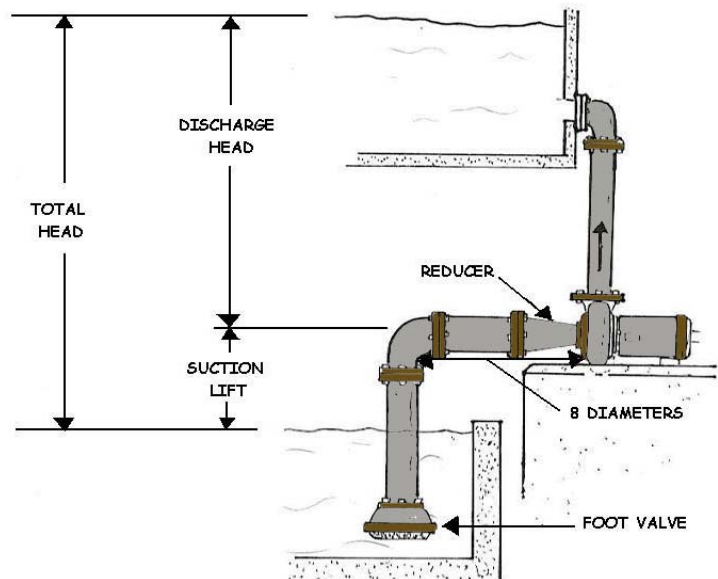 DISCHARGE
HEAD
TOTAL
HEAD
REDUCER
SUCTION
LIFT
8 DIAMETERS
FOOT VALVE